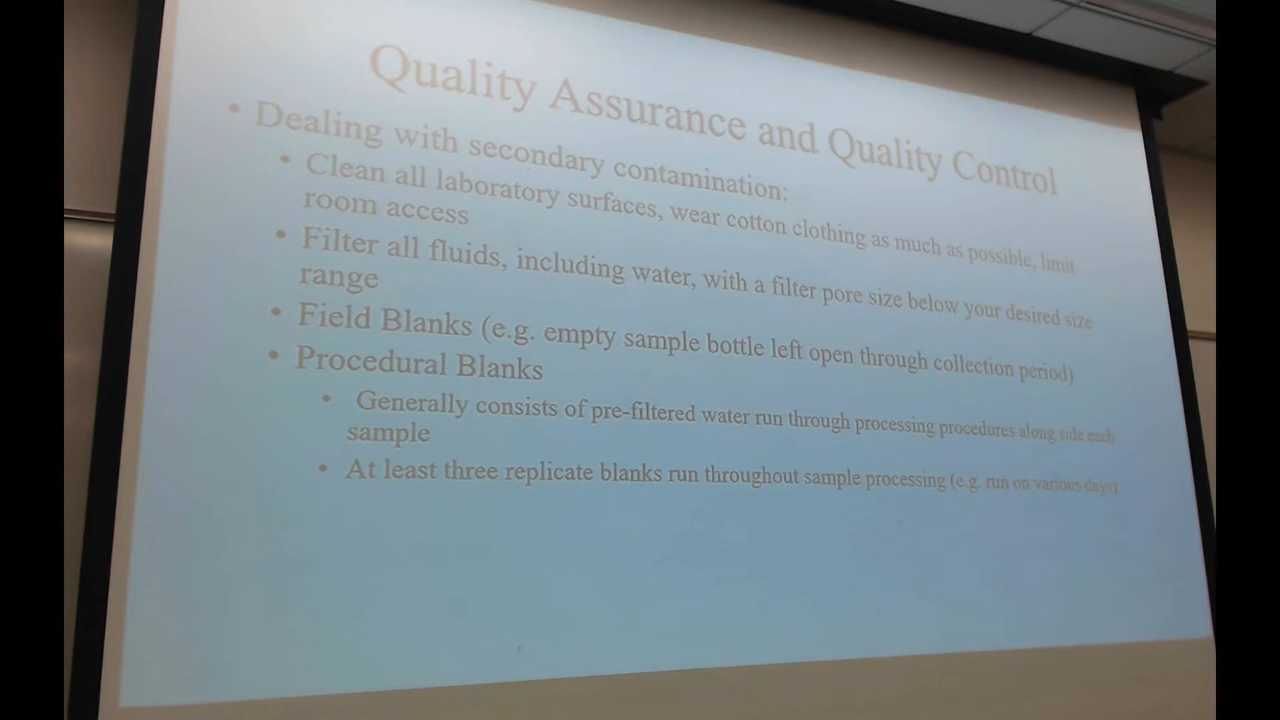 Quality Assurance and Quality Control
• Dealing with secondary contamination:
• Clean all laboratory surfaces, wear cotton clothing as much as possible, limit
room access
• Filter all fluids, including water, with a filter pore size below your desired size
range
• Field Blanks (e.g. empty sample bottle left open through collection period)
• Procedural Blanks
• Generally consists of pre-filtered water run through processing procedures along side each
sample
• At least three replicate blanks run throughout sample processing (e.g. run on various days)